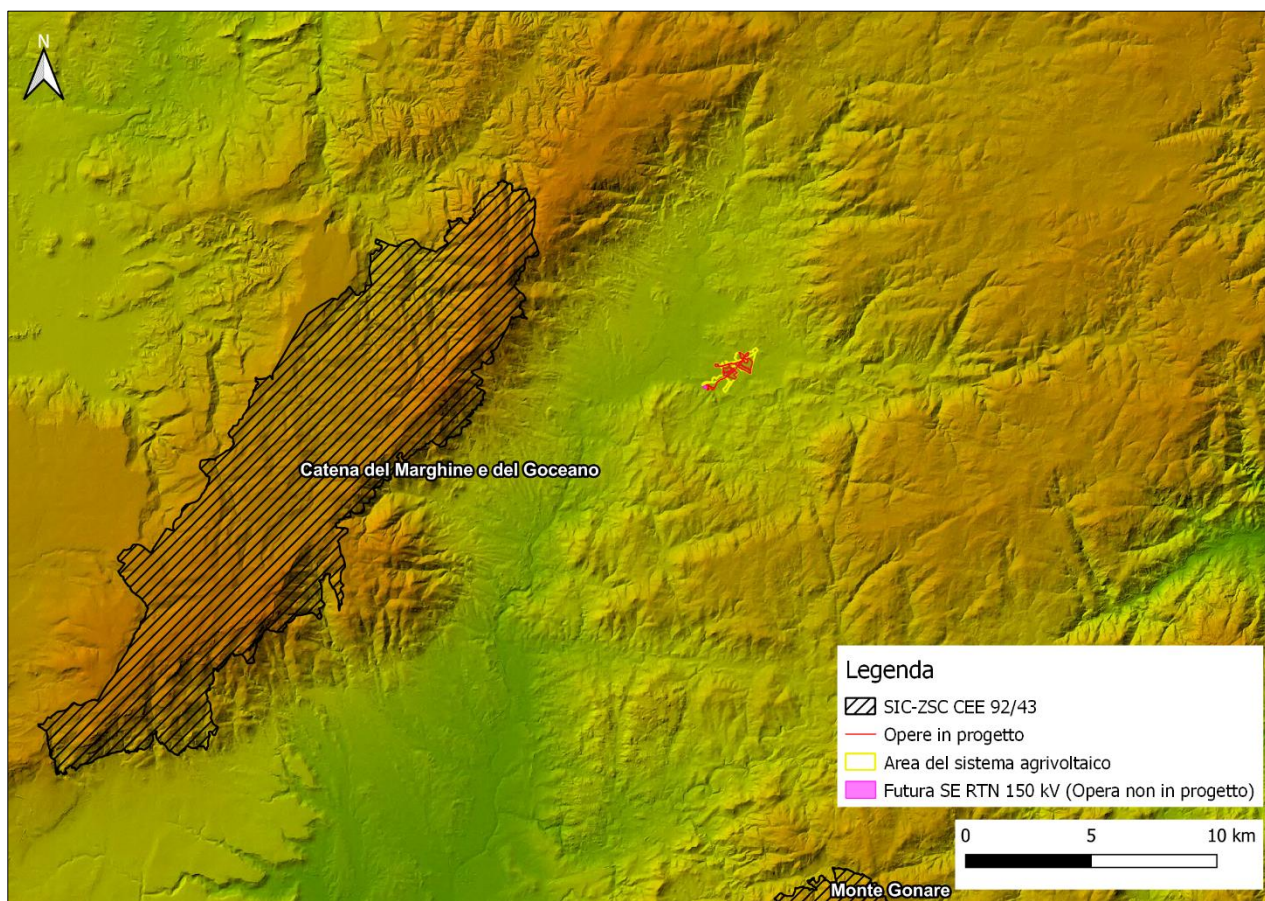 N
Catena del Marghine e del Goceano
Legenda
SIC-ZSC CEE 92/43
Opere in progetto
Area del sistema agrivoltaico
Futura SE RTN 150 kV (Opera non in progetto)
0 5 10 km
Monte Gonare